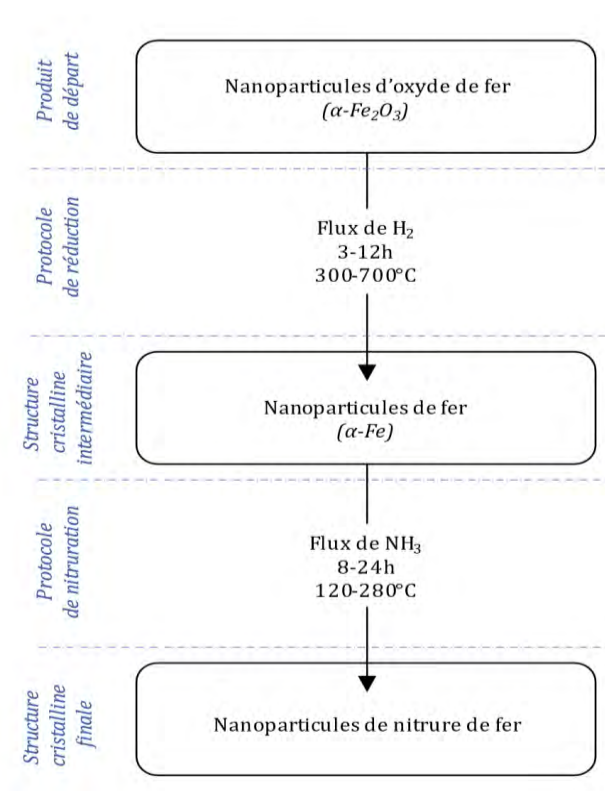 Produit
de départ
Nanoparticules d'oxyde de fer
(α-Fe₂O₃)
Protocole
de réduction
Flux de H₂
3-12h
300-700°C
Structure
cristalline
intermédiaire
Nanoparticules de fer
(α-Fe)
Protocole
de nitruration
Flux de NH₃
8-24h
120-280°C
Structure
cristalline
finale
Nanoparticules de nitrure de fer